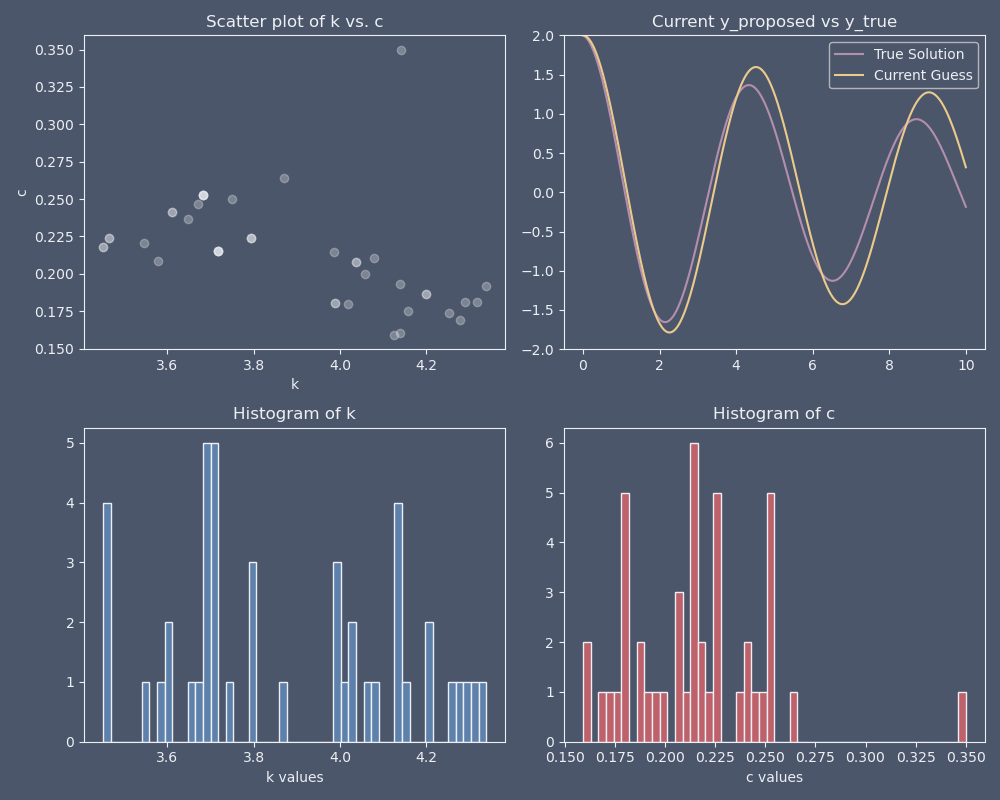 Scatter plot of k vs. c
0.350
0.325
0.300
0.275
0.250
0.225
0.200
0.175
0.150
c
3.6 3.8 4.0 4.2
k
Current y_proposed vs y_true
2.0
1.5
1.0
0.5
0.0
−0.5
−1.0
−1.5
−2.0
True Solution
Current Guess
0 2 4 6 8 10
Histogram of k
5
4
3
2
1
0
3.6 3.8 4.0 4.2
k values
Histogram of c
6
5
4
3
2
1
0
0.150 0.175 0.200 0.225 0.250 0.275 0.300 0.325 0.350
c values